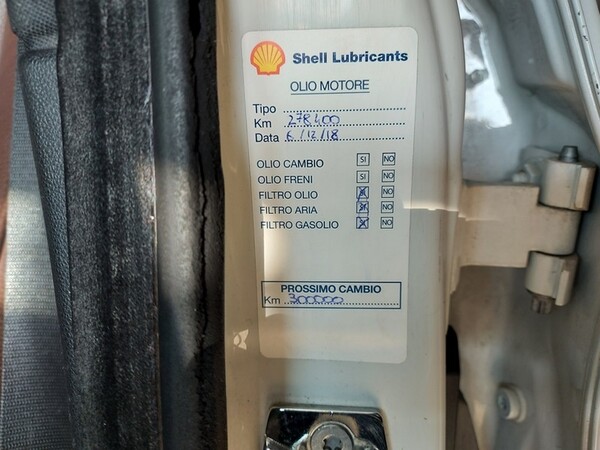 Shell Lubricants
OLIO MOTORE
Tipo
Km 278400
Data 6/12/18
OLIO CAMBIO SI NO
OLIO FRENI SI NO
FILTRO OLIO NO
FILTRO ARIA NO
FILTRO GASOLIO NO
PROSSIMO CAMBIO
Km 300000